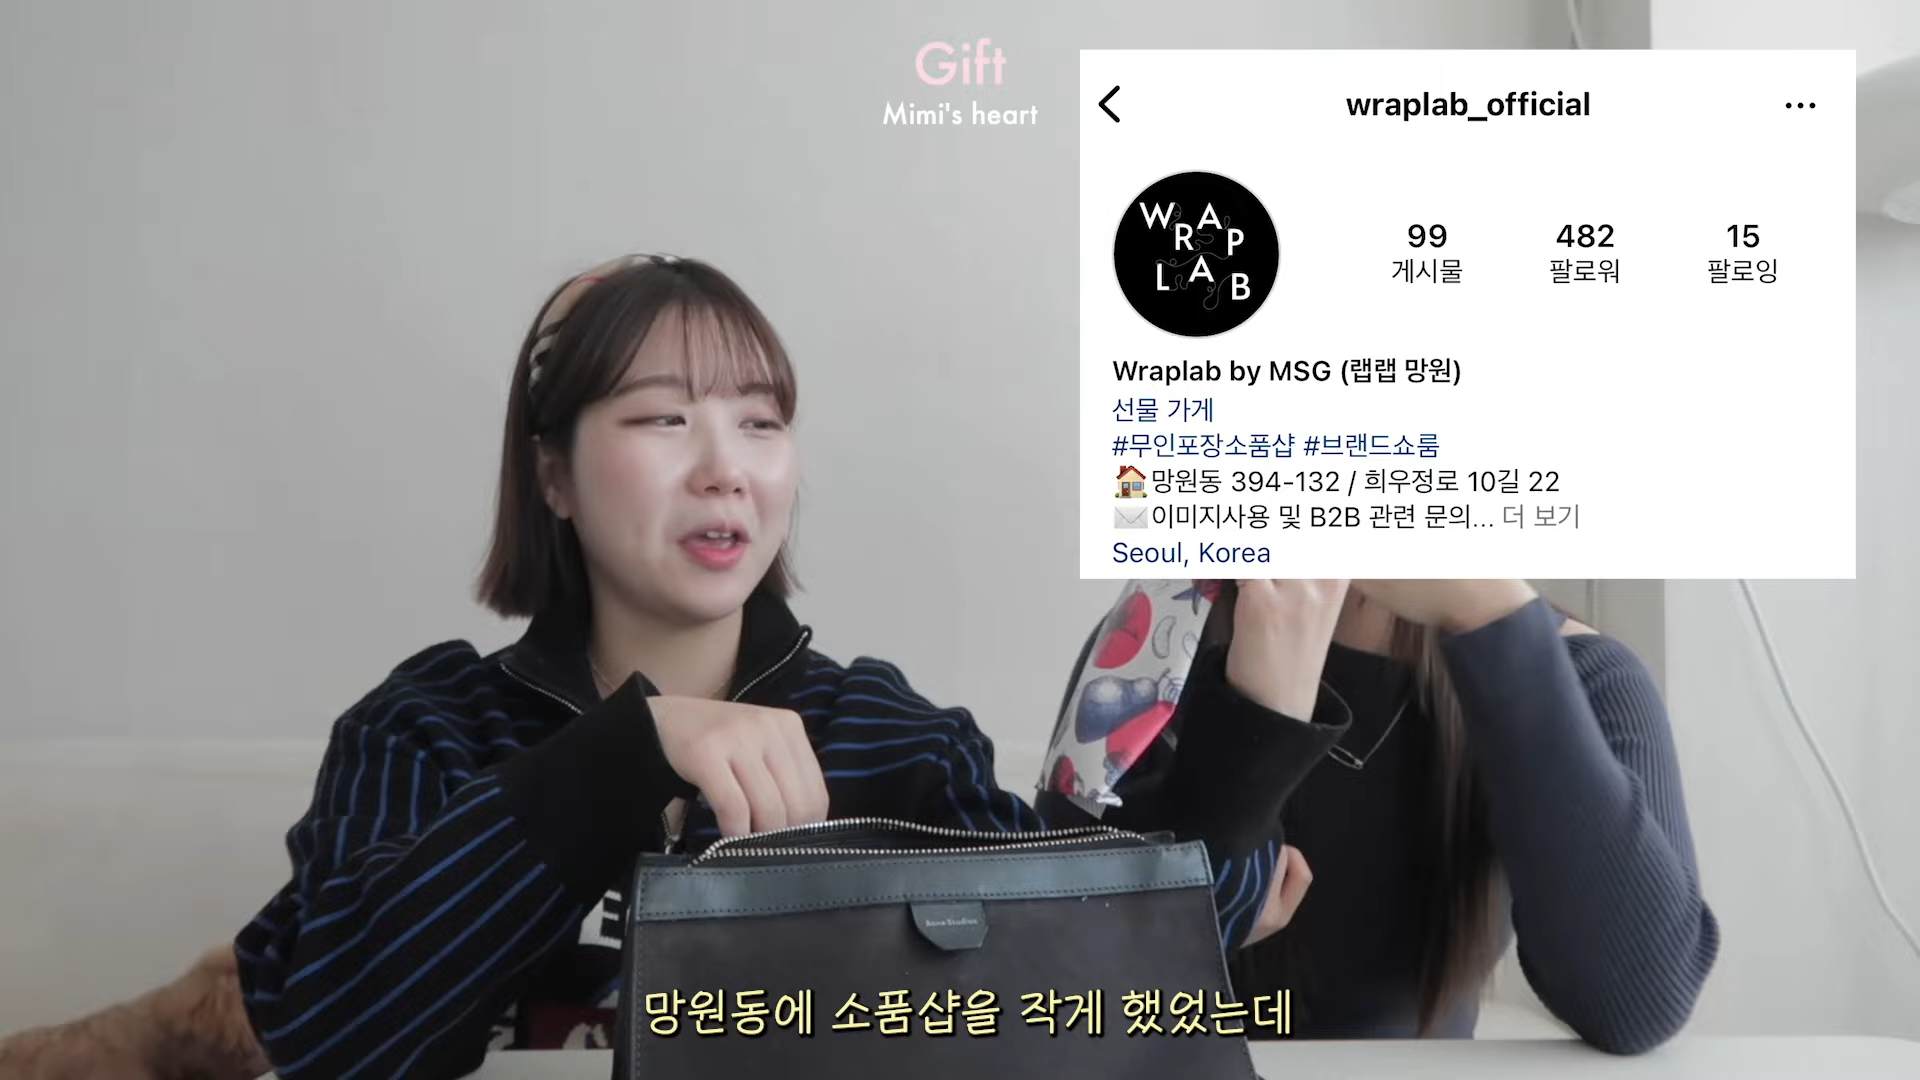 Gift
Mimi's heart
wraplab_official
WRAP
LAB
99
게시물
482
팔로워
15
팔로잉
Wraplab by MSG (랩랩 망원)
선물 가게
#무인포장소품샵 #브랜드쇼룸
망원동 394-132 / 희우정로 10길 22
이미지사용 및 B2B 관련 문의... 더 보기
Seoul, Korea
Acne Studios
망원동에 소품샵을 작게 했었는데